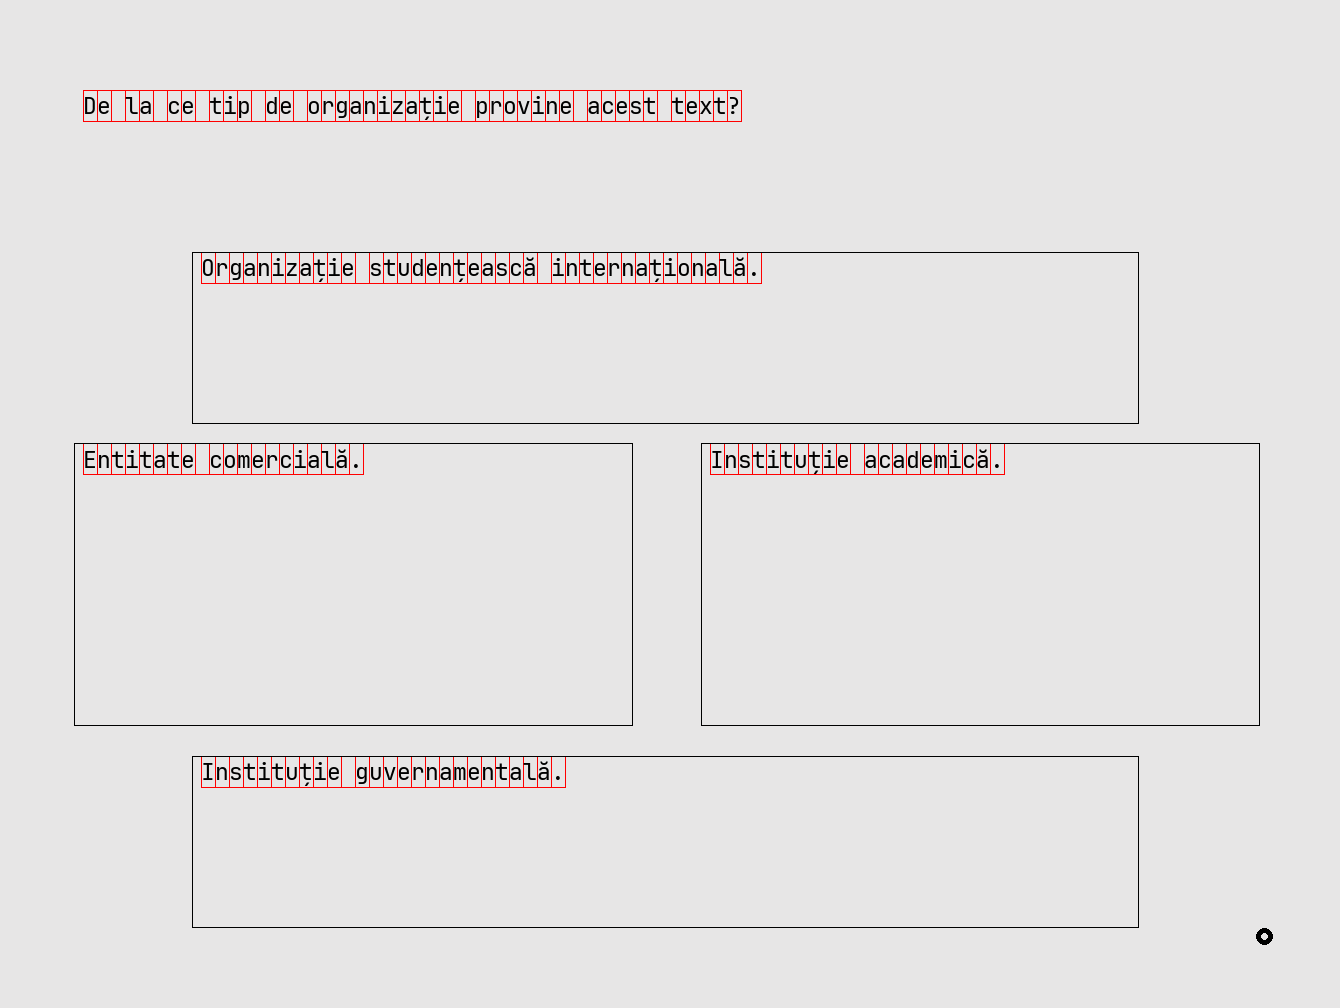 De la ce tip de organizație provine acest text?
Organizație studențească internațională.
Entitate comercială.
Instituție academică.
Instituție guvernamentală.